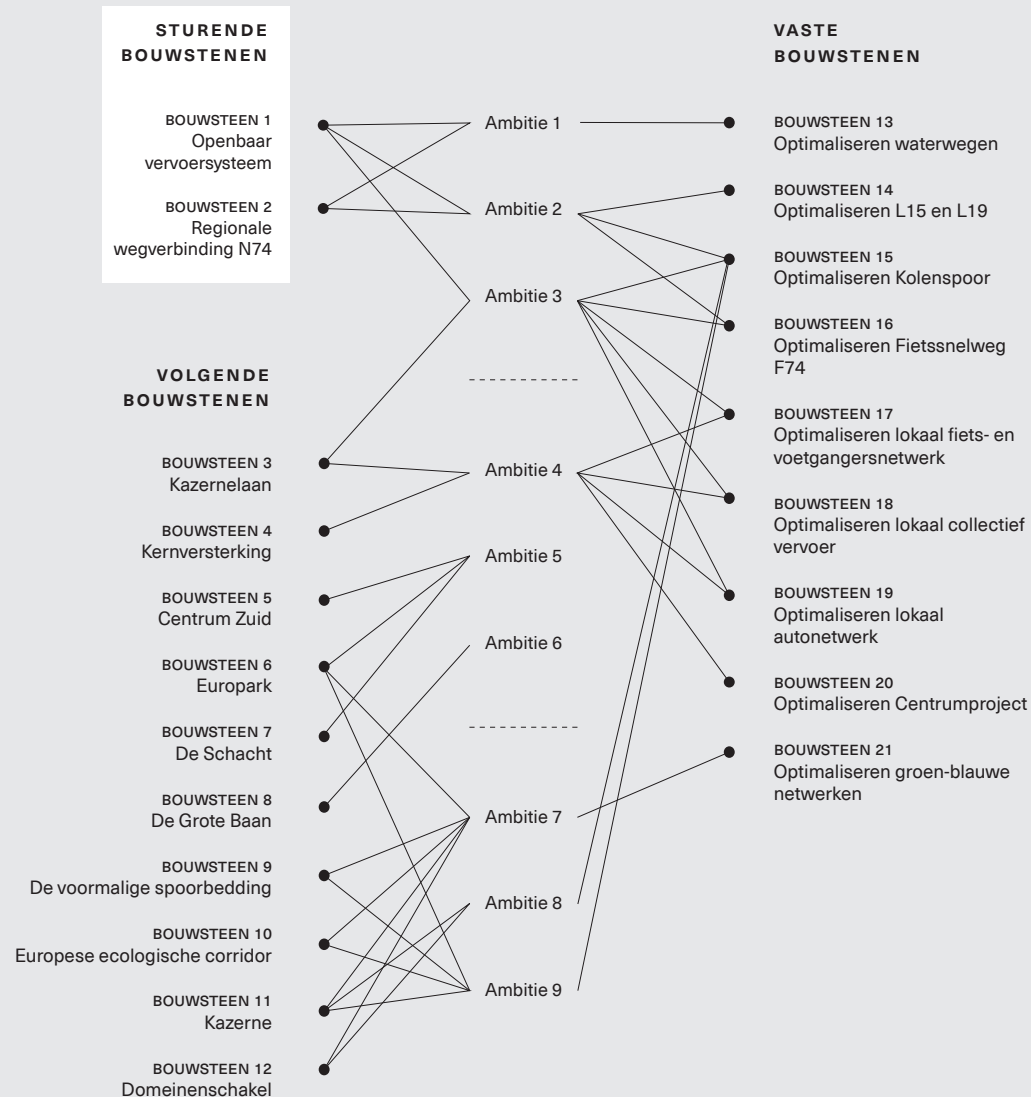 STURENDE
BOUWSTENEN
BOUWSTEEN 1
Openbaar
vervoersysteem
BOUWSTEEN 2
Regionale
wegverbinding N74
VOLGENDE
BOUWSTENEN
BOUWSTEEN 3
Kazernelaan
BOUWSTEEN 4
Kernversterking
BOUWSTEEN 5
Centrum Zuid
BOUWSTEEN 6
Europark
BOUWSTEEN 7
De Schacht
BOUWSTEEN 8
De Grote Baan
BOUWSTEEN 9
De voormalige spoorbedding
BOUWSTEEN 10
Europese ecologische corridor
BOUWSTEEN 11
Kazerne
BOUWSTEEN 12
Domeinenschakel
Ambitie 1
Ambitie 2
Ambitie 3
Ambitie 4
Ambitie 5
Ambitie 6
Ambitie 7
Ambitie 8
Ambitie 9
VASTE
BOUWSTENEN
BOUWSTEEN 13
Optimaliseren waterwegen
BOUWSTEEN 14
Optimaliseren L15 en L19
BOUWSTEEN 15
Optimaliseren Kolenspoor
BOUWSTEEN 16
Optimaliseren Fietssnelweg
F74
BOUWSTEEN 17
Optimaliseren lokaal fiets- en
voetgangersnetwerk
BOUWSTEEN 18
Optimaliseren lokaal collectief
vervoer
BOUWSTEEN 19
Optimaliseren lokaal
autonetwerk
BOUWSTEEN 20
Optimaliseren Centrumproject
BOUWSTEEN 21
Optimaliseren groen-blauwe
netwerken